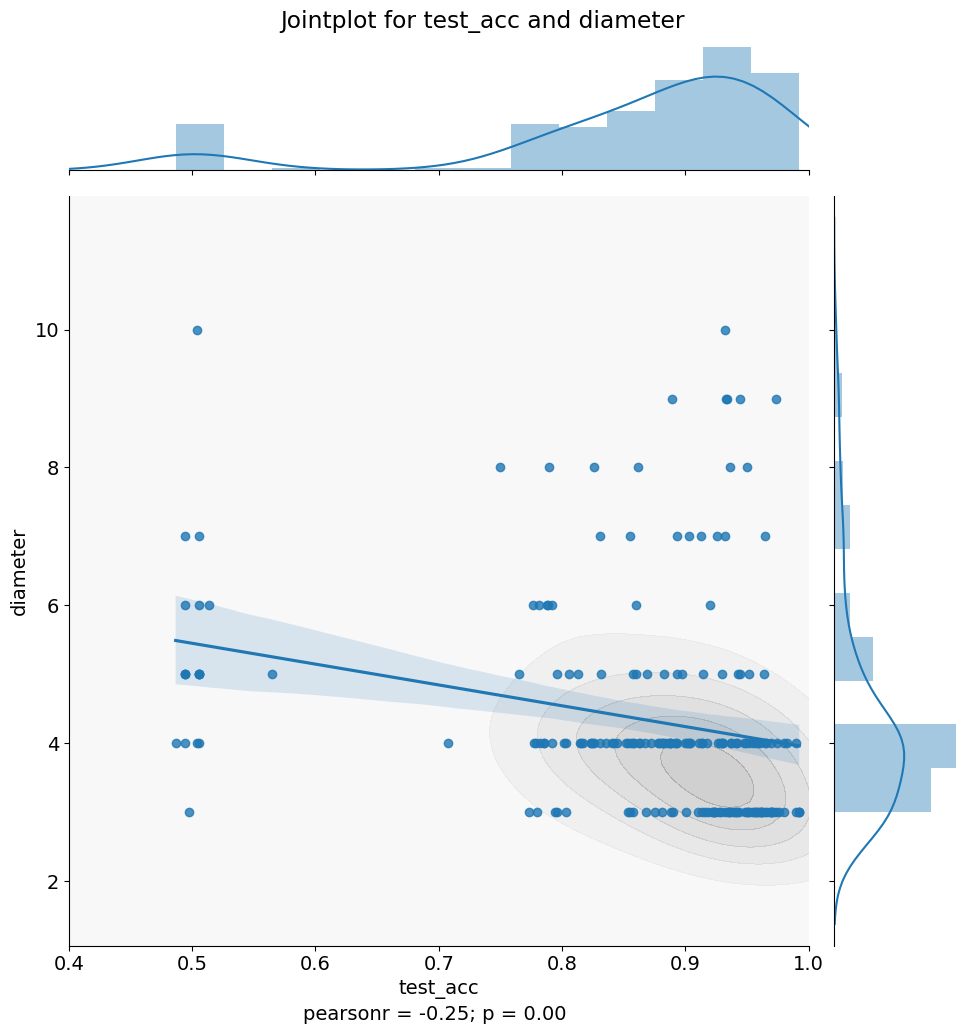 Jointplot for test_acc and diameter
10
8
6
4
2
diameter
0.4 0.5 0.6 0.7 0.8 0.9 1.0
test_acc
pearsonr = -0.25; p = 0.00